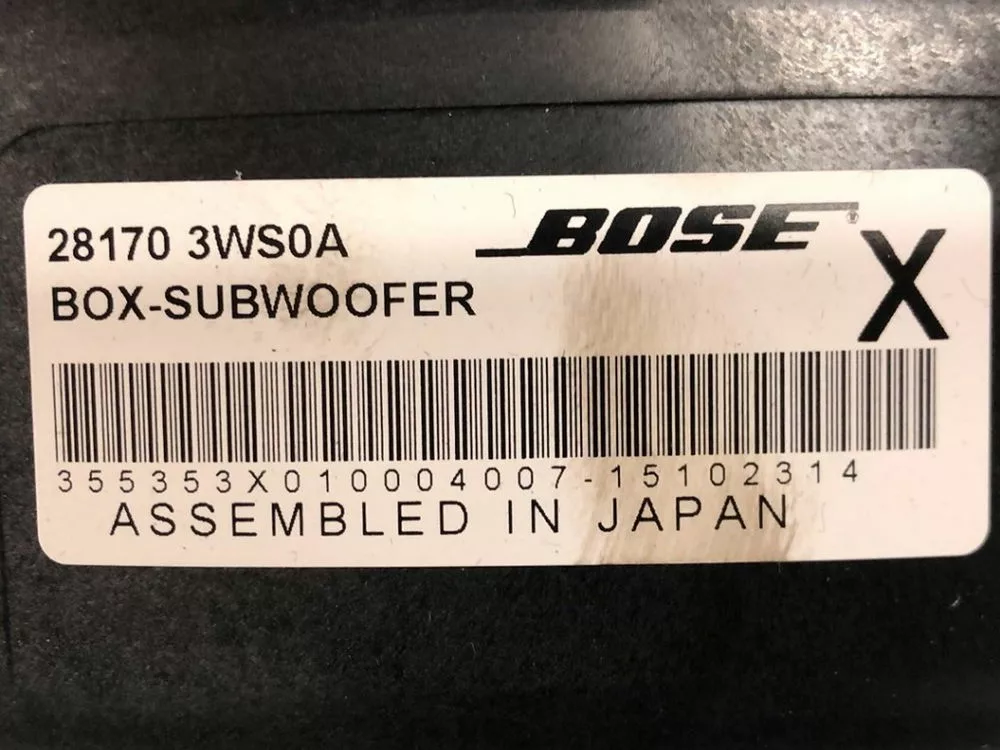 28170 3WS0A
BOSE®
BOX-SUBWOOFER
X
355353X010004007-15102314
ASSEMBLED IN JAPAN